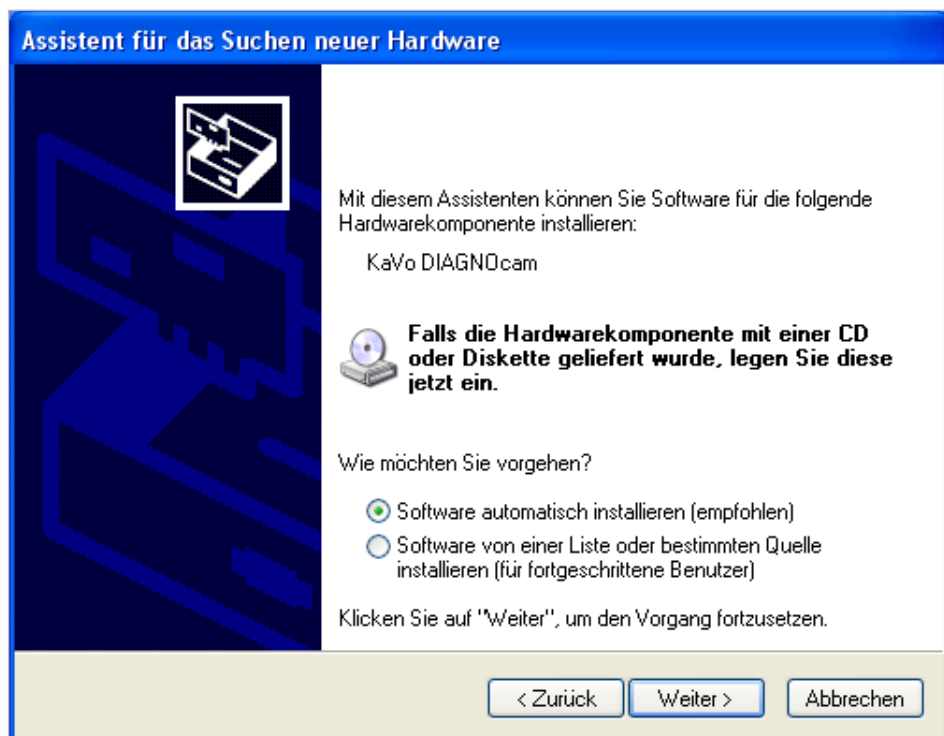 Assistent für das Suchen neuer Hardware
Mit diesem Assistenten können Sie Software für die folgende
Hardwarekomponente installieren:
KaVo DIAGNOcam
Falls die Hardwarekomponente mit einer CD
oder Diskette geliefert wurde, legen Sie diese
jetzt ein.
Wie möchten Sie vorgehen?
Software automatisch installieren (empfohlen)
Software von einer Liste oder bestimmten Quelle
installieren (für fortgeschrittene Benutzer)
Klicken Sie auf "Weiter", um den Vorgang fortzusetzen.
< Zurück Weiter > Abbrechen